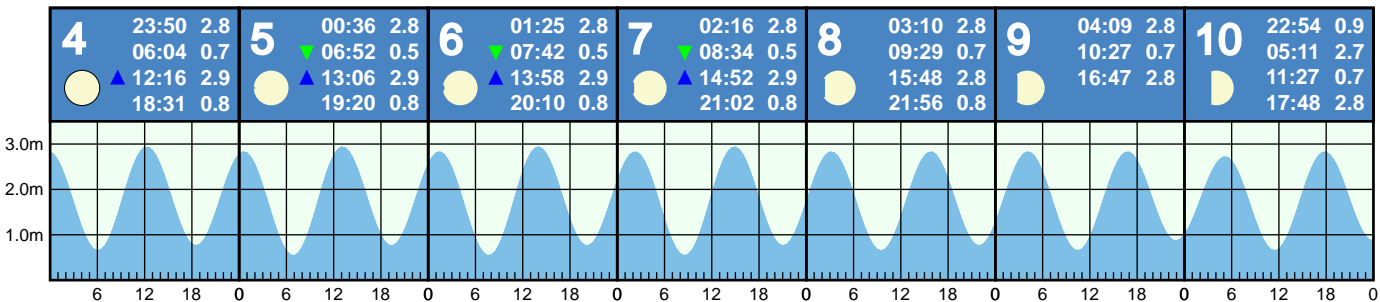 4
23:50 2.8
06:04 0.7
▲ 12:16 2.9
18:31 0.8
5
00:36 2.8
▼ 06:52 0.5
▲ 13:06 2.9
19:20 0.8
6
01:25 2.8
▼ 07:42 0.5
▲ 13:58 2.9
20:10 0.8
7
02:16 2.8
▼ 08:34 0.5
▲ 14:52 2.9
21:02 0.8
8
03:10 2.8
09:29 0.7
15:48 2.8
21:56 0.8
9
04:09 2.8
10:27 0.7
16:47 2.8
10
22:54 0.9
05:11 2.7
11:27 0.7
17:48 2.8
3.0m
2.0m
1.0m
6 12 18 0 6 12 18 0 6 12 18 0 6 12 18 0 6 12 18 0 6 12 18 0 6 12 18 0